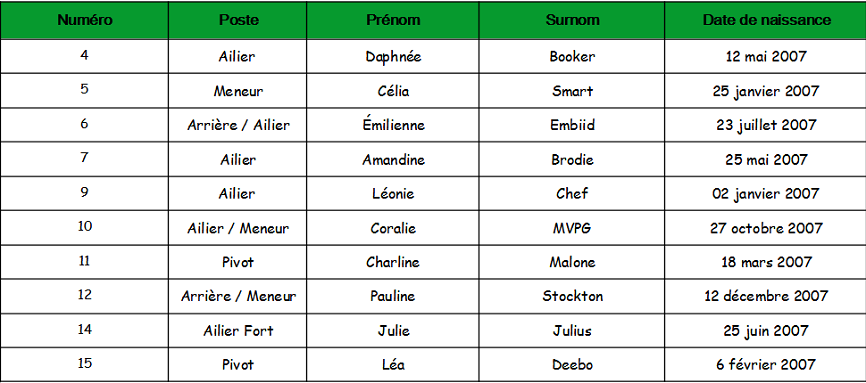 Numéro Poste Prénom Surnom Date de naissance
4 Ailier Daphnée Booker 12 mai 2007
5 Meneur Célia Smart 25 janvier 2007
6 Arrière / Ailier Émilienne Embiid 23 juillet 2007
7 Ailier Amandine Brodie 25 mai 2007
9 Ailier Léonie Chef 02 janvier 2007
10 Ailier / Meneur Coralie MVPG 27 octobre 2007
11 Pivot Charline Malone 18 mars 2007
12 Arrière / Meneur Pauline Stockton 12 décembre 2007
14 Ailier Fort Julie Julius 25 juin 2007
15 Pivot Léa Deebo 6 février 2007